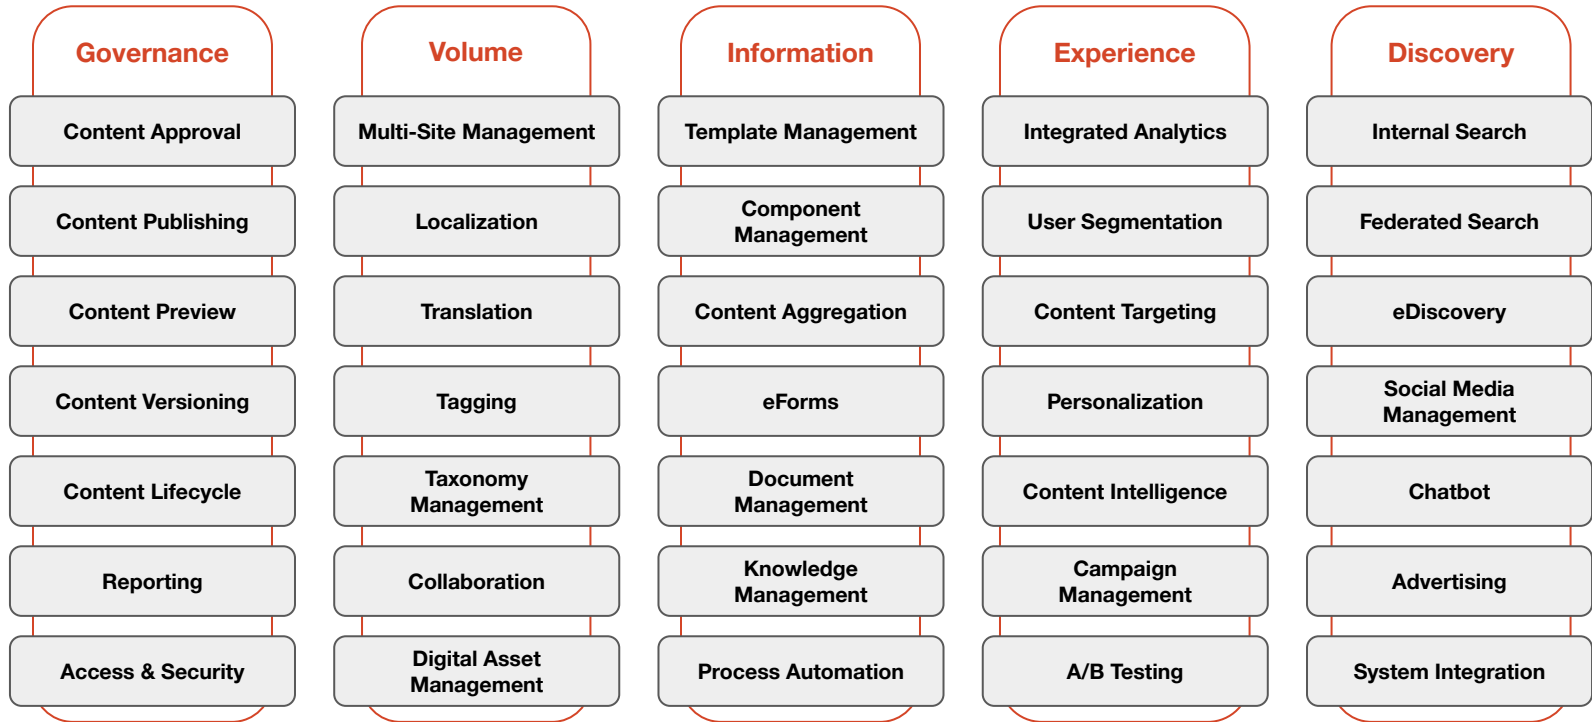 Governance
Content Approval
Content Publishing
Content Preview
Content Versioning
Content Lifecycle
Reporting
Access & Security
Volume
Multi-Site Management
Localization
Translation
Tagging
Taxonomy
Management
Collaboration
Digital Asset
Management
Information
Template Management
Component
Management
Content Aggregation
eForms
Document
Management
Knowledge
Management
Process Automation
Experience
Integrated Analytics
User Segmentation
Content Targeting
Personalization
Content Intelligence
Campaign
Management
A/B Testing
Discovery
Internal Search
Federated Search
eDiscovery
Social Media
Management
Chatbot
Advertising
System Integration